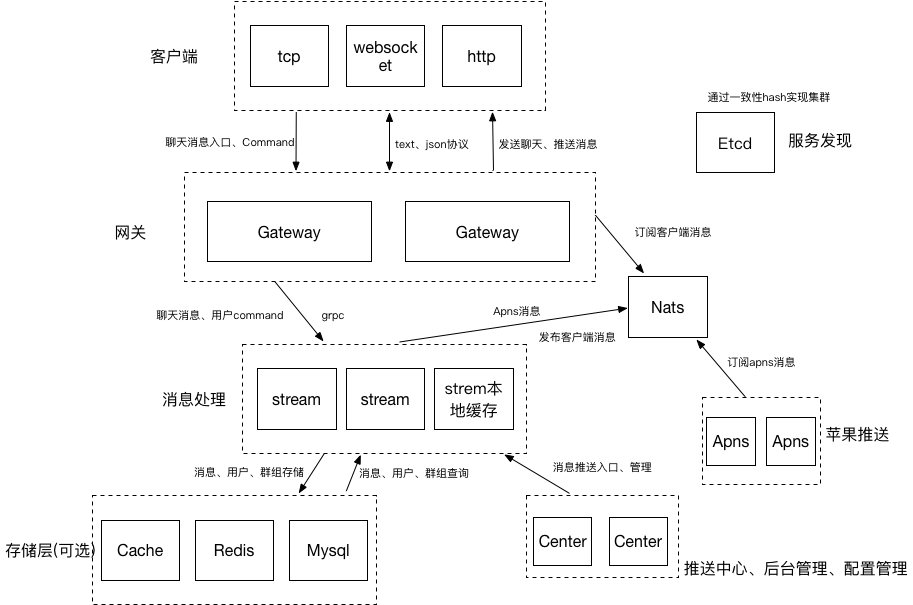 客户端
tcp
websock
et
http
通过一致性hash实现集群
Etcd
服务发现
聊天消息入口、Command
text、json协议
发送聊天、推送消息
网关
Gateway
Gateway
订阅客户端消息
Nats
聊天消息、用户command
grpc
Apns消息
发布客户端消息
订阅apns消息
消息处理
stream
stream
strem本
地缓存
Apns
Apns
苹果推送
消息、用户、群组存储
消息、用户、群组查询
消息推送入口、管理
存储层(可选)
Cache
Redis
Mysql
Center
Center
推送中心、后台管理、配置管理